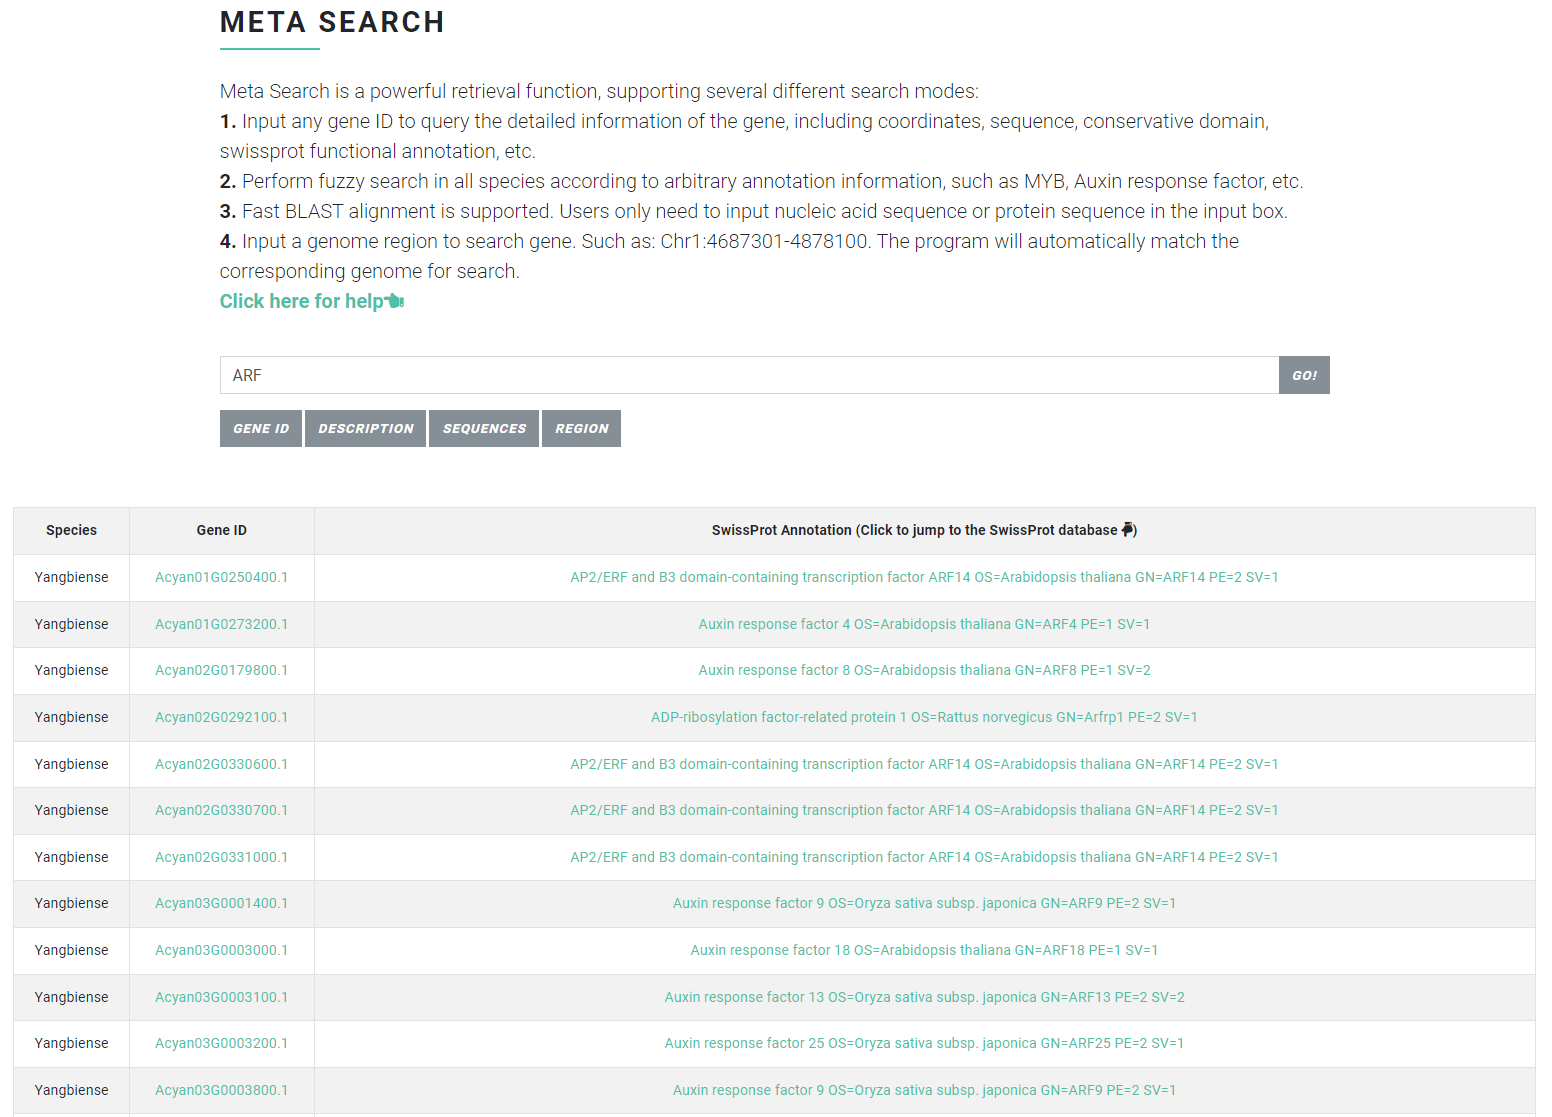 META SEARCH
Meta Search is a powerful retrieval function, supporting several different search modes:
1. Input any gene ID to query the detailed information of the gene, including coordinates, sequence, conservative domain,
swissprot functional annotation, etc.
2. Perform fuzzy search in all species according to arbitrary annotation information, such as MYB, Auxin response factor, etc.
3. Fast BLAST alignment is supported. Users only need to input nucleic acid sequence or protein sequence in the input box.
4. Input a genome region to search gene. Such as: Chr1:4687301-4878100. The program will automatically match the
corresponding genome for search.
Click here for help
ARF GO!
GENE ID DESCRIPTION SEQUENCES REGION
Species Gene ID SwissProt Annotation (Click to jump to the SwissProt database )
Yangbiense Acyan01G0250400.1 AP2/ERF and B3 domain-containing transcription factor ARF14 OS=Arabidopsis thaliana GN=ARF14 PE=2 SV=1
Yangbiense Acyan01G0273200.1 Auxin response factor 4 OS=Arabidopsis thaliana GN=ARF4 PE=1 SV=1
Yangbiense Acyan02G0179800.1 Auxin response factor 8 OS=Arabidopsis thaliana GN=ARF8 PE=1 SV=2
Yangbiense Acyan02G0292100.1 ADP-ribosylation factor-related protein 1 OS=Rattus norvegicus GN=Arfrp1 PE=2 SV=1
Yangbiense Acyan02G0330600.1 AP2/ERF and B3 domain-containing transcription factor ARF14 OS=Arabidopsis thaliana GN=ARF14 PE=2 SV=1
Yangbiense Acyan02G0330700.1 AP2/ERF and B3 domain-containing transcription factor ARF14 OS=Arabidopsis thaliana GN=ARF14 PE=2 SV=1
Yangbiense Acyan02G0331000.1 AP2/ERF and B3 domain-containing transcription factor ARF14 OS=Arabidopsis thaliana GN=ARF14 PE=2 SV=1
Yangbiense Acyan03G0001400.1 Auxin response factor 9 OS=Oryza sativa subsp. japonica GN=ARF9 PE=2 SV=1
Yangbiense Acyan03G0003000.1 Auxin response factor 18 OS=Arabidopsis thaliana GN=ARF18 PE=1 SV=1
Yangbiense Acyan03G0003100.1 Auxin response factor 13 OS=Oryza sativa subsp. japonica GN=ARF13 PE=2 SV=2
Yangbiense Acyan03G0003200.1 Auxin response factor 25 OS=Oryza sativa subsp. japonica GN=ARF25 PE=2 SV=1
Yangbiense Acyan03G0003800.1 Auxin response factor 9 OS=Oryza sativa subsp. japonica GN=ARF9 PE=2 SV=1